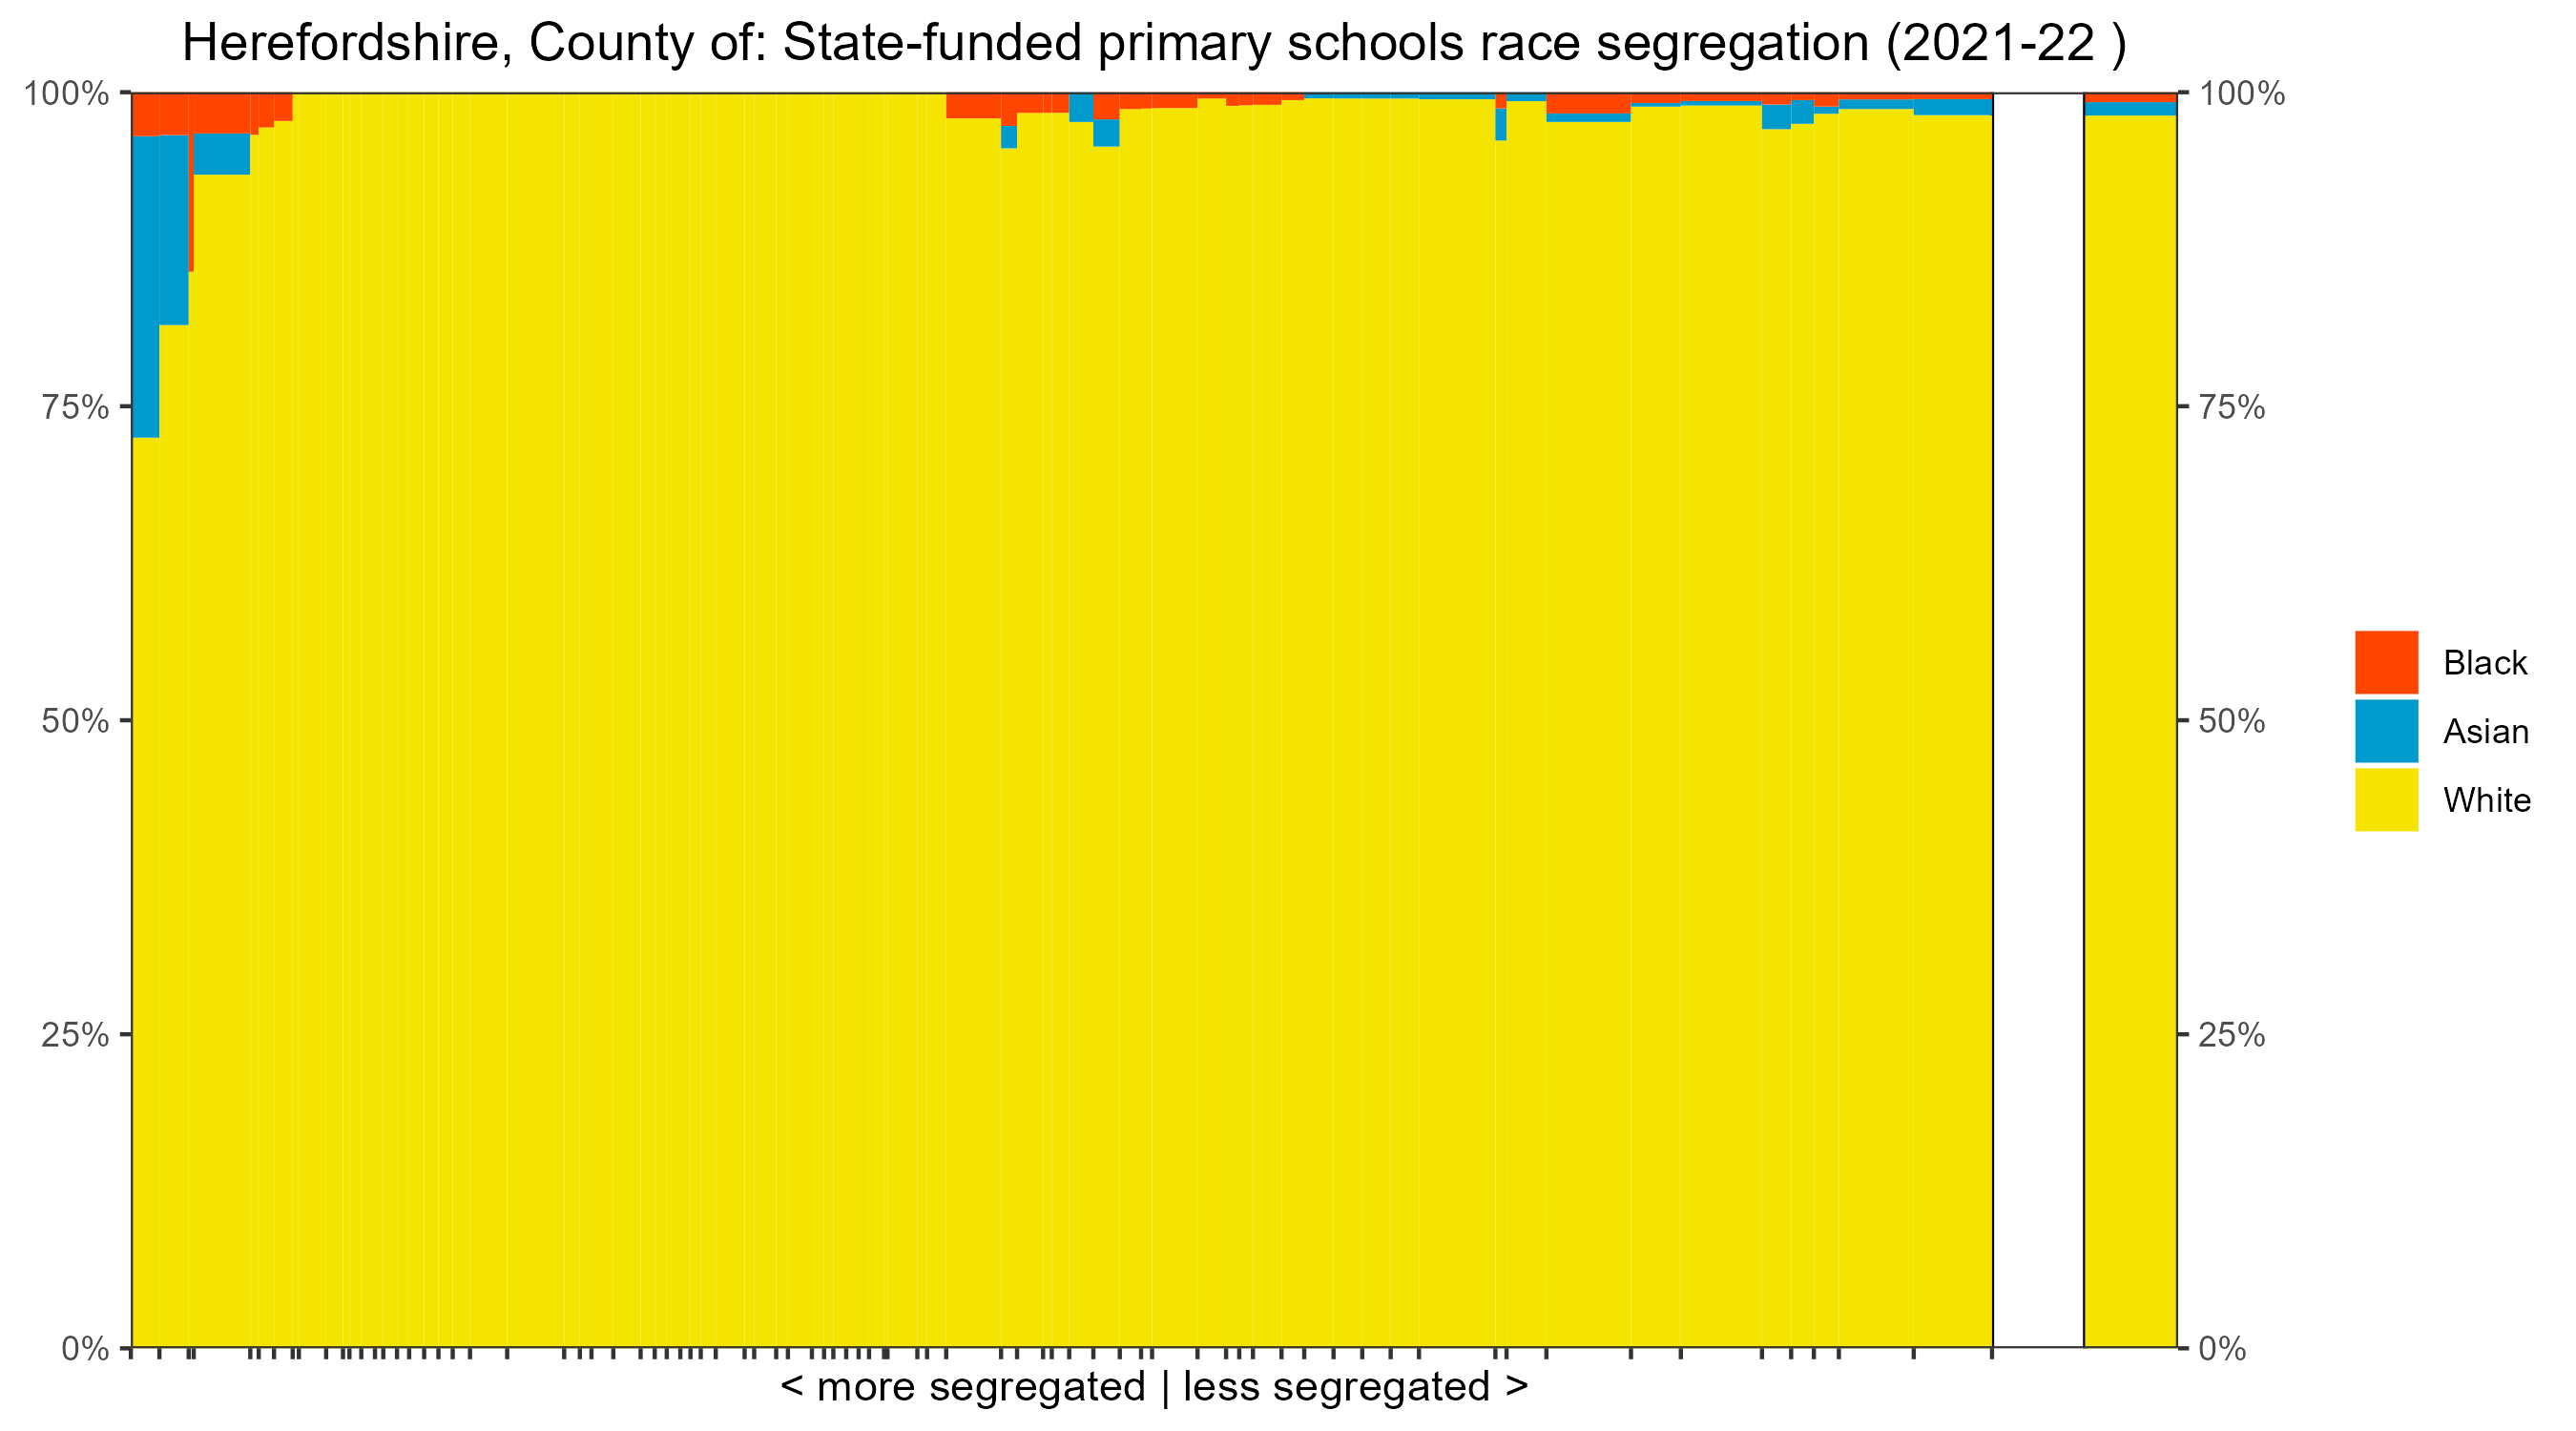 Herefordshire, County of: State-funded primary schools race segregation (2021-22 )
100%
75%
50%
25%
0%
100%
75%
50%
25%
0%
Black
Asian
White
< more segregated | less segregated >